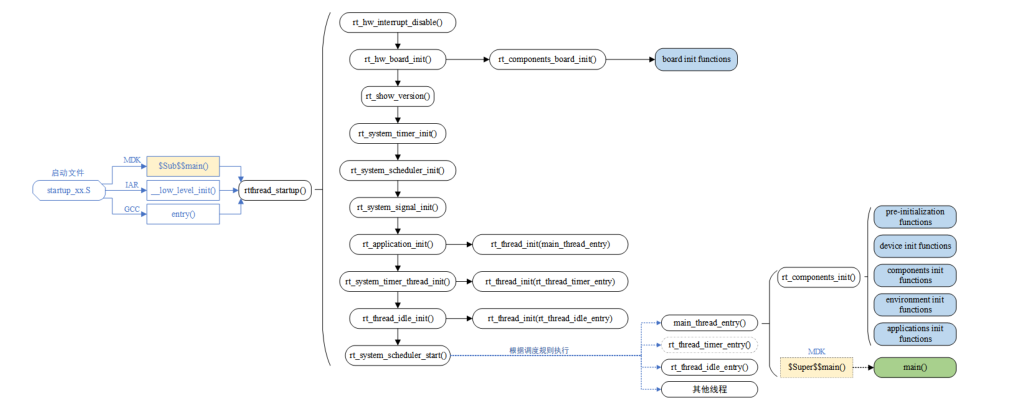 rt_hw_interrupt_disable()
rt_hw_board_init()
rt_components_board_init()
board init functions
rt_show_version()
rt_system_timer_init()
启动文件
startup_xx.S
MDK
$Sub$$main()
IAR
__low_level_init()
GCC
entry()
rtthread_startup()
rt_system_scheduler_init()
rt_system_signal_init()
rt_application_init()
rt_thread_init(main_thread_entry)
rt_system_timer_thread_init()
rt_thread_init(rt_thread_timer_entry)
rt_thread_idle_init()
rt_thread_init(rt_thread_idle_entry)
rt_system_scheduler_start()
根据调度规则执行
main_thread_entry()
rt_thread_timer_entry()
rt_thread_idle_entry()
其他线程
rt_components_init()
pre-initialization
functions
device init functions
components init
functions
environment init
functions
applications init
functions
MDK
$Super$$main()
main()